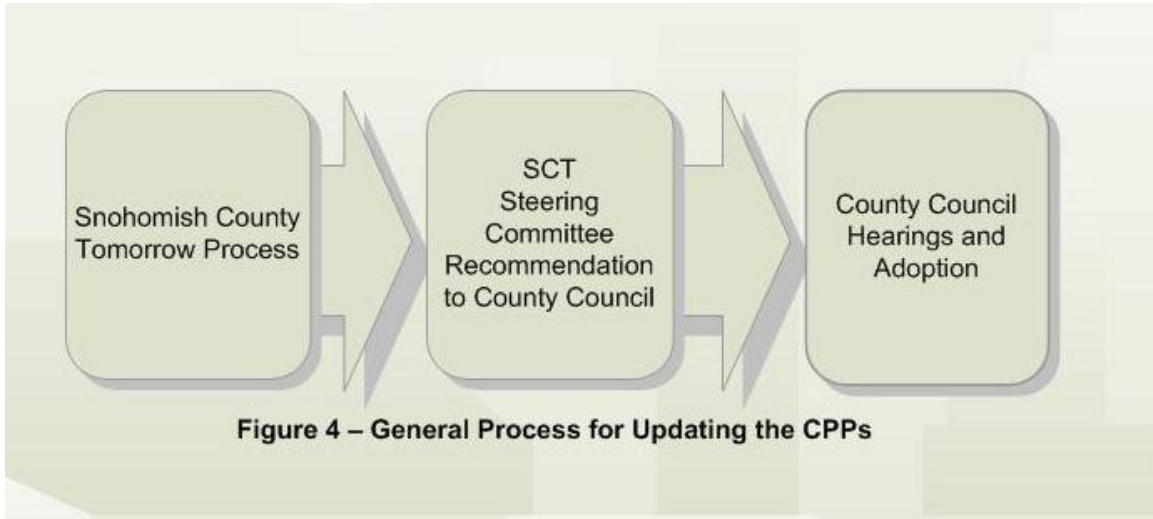 Snohomish County
Tomorrow Process
SCT
Steering
Committee
Recommendation
to County Council
County Council
Hearings and
Adoption
Figure 4 – General Process for Updating the CPPs